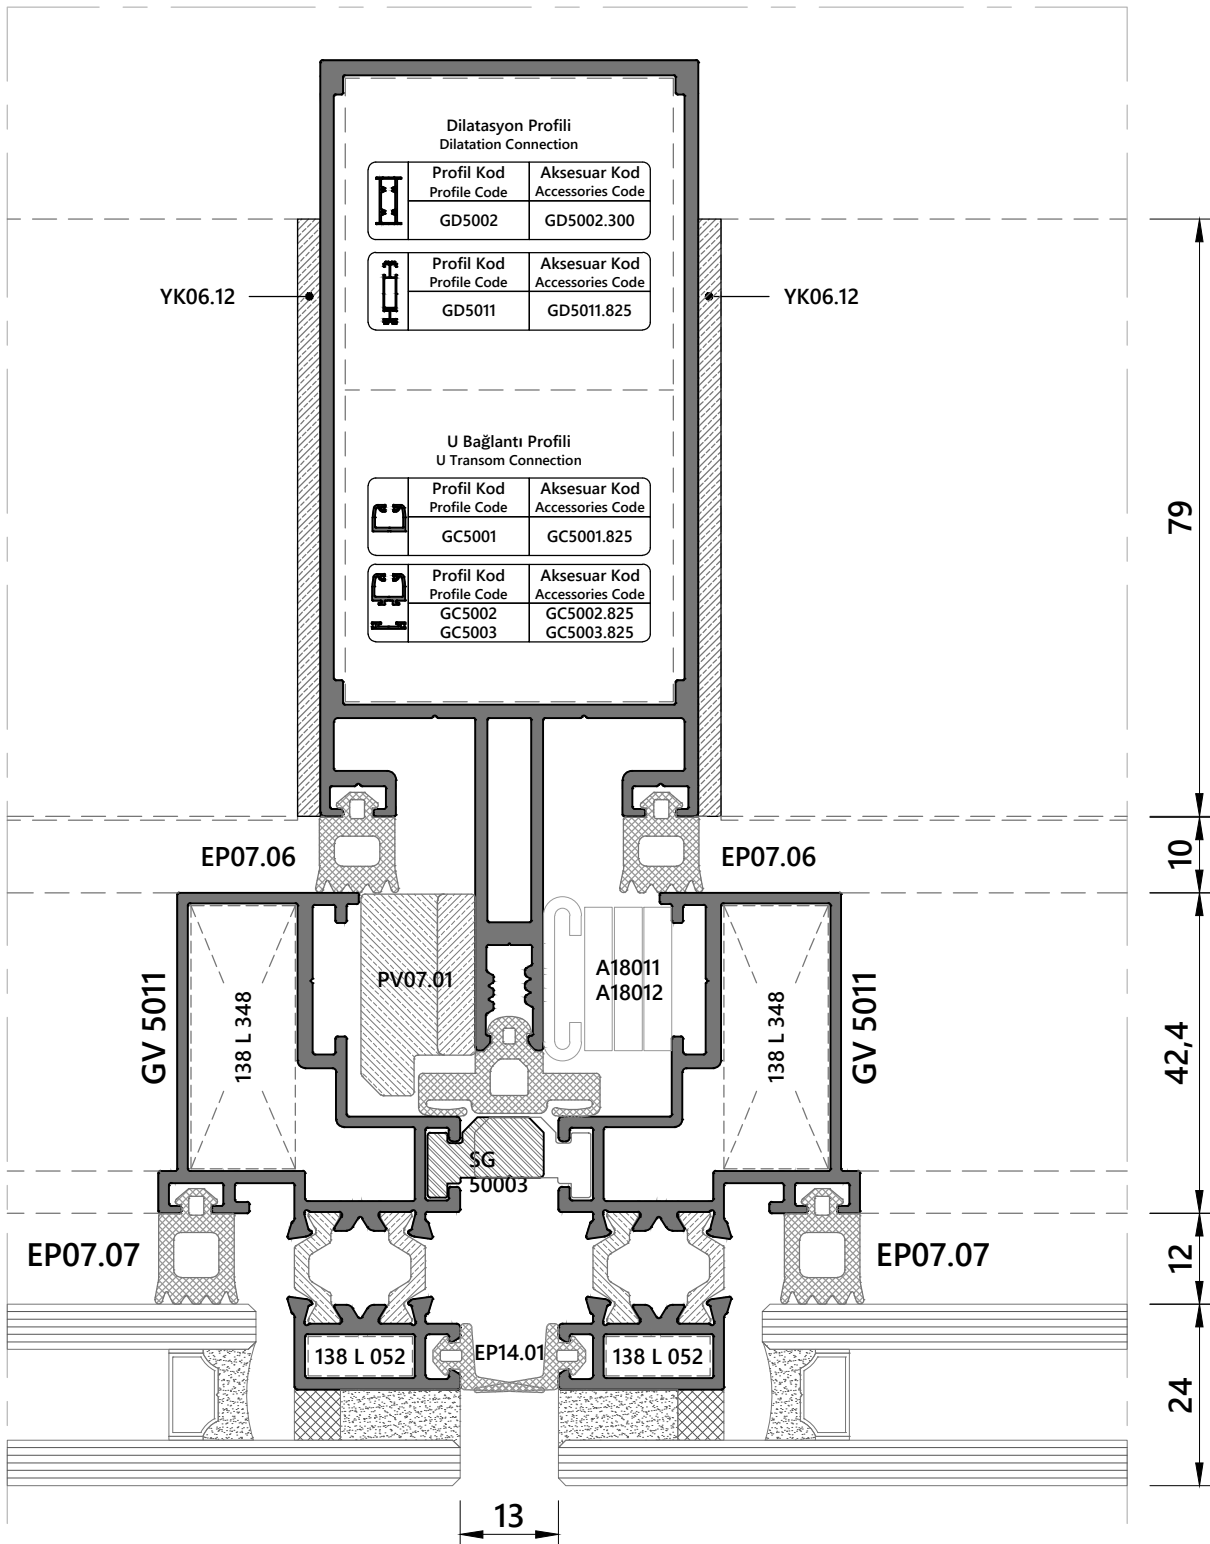 Dilatasyon Profili
Dilatation Connection
Profil Kod Aksesuar Kod
Profile Code Accessories Code
GD5002 GD5002.300
Profil Kod Aksesuar Kod
Profile Code Accessories Code
GD5011 GD5011.825
YK06.12
YK06.12
U Bağlantı Profili
U Transom Connection
Profil Kod Aksesuar Kod
Profile Code Accessories Code
GC5001 GC5001.825
Profil Kod Aksesuar Kod
Profile Code Accessories Code
GC5002 GC5002.825
GC5003 GC5003.825
79
EP07.06
EP07.06
10
GV 5011
138 L 348
PV07.01
A18011
A18012
138 L 348
GV 5011
42,4
SG
50003
EP07.07
EP07.07
12
138 L 052
EP14.01
138 L 052
24
13